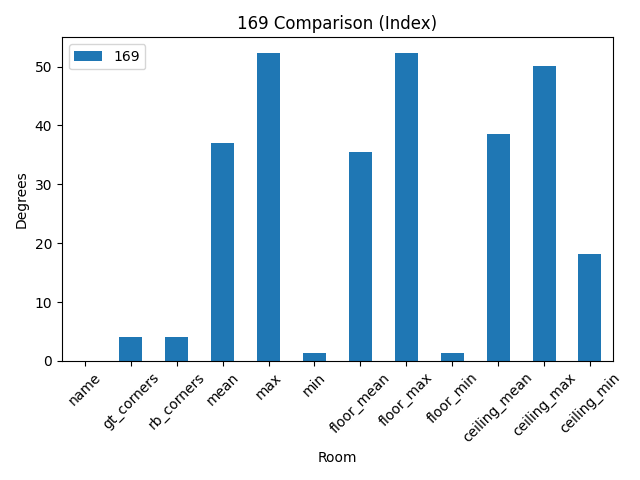 169 Comparison (Index)
169
Degrees
50
40
30
20
10
0
name
gt_corners
rb_corners
mean
max
min
floor_mean
floor_max
floor_min
ceiling_mean
ceiling_max
ceiling_min
Room